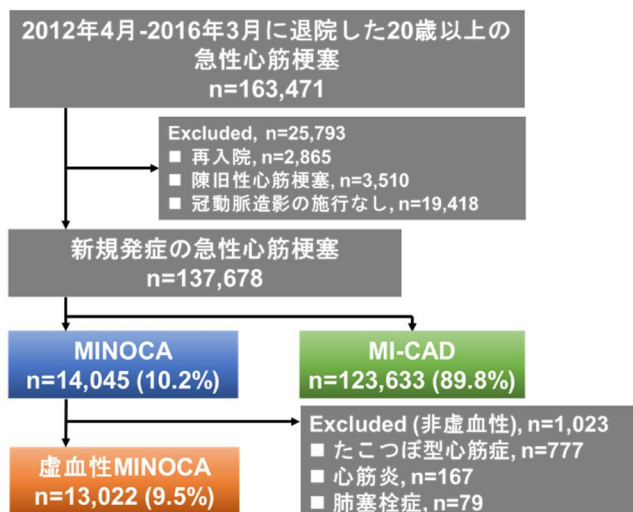 2012年4月-2016年3月に退院した20歳以上の
急性心筋梗塞
n=163,471
Excluded, n=25,793
■ 再入院, n=2,865
■ 陳旧性心筋梗塞, n=3,510
■ 冠動脈造影の施行なし, n=19,418
新規発症の急性心筋梗塞
n=137,678
MINOCA
n=14,045 (10.2%)
MI-CAD
n=123,633 (89.8%)
Excluded (非虚血性), n=1,023
■ たこつぼ型心筋症, n=777
■ 心筋炎, n=167
■ 肺塞栓症, n=79
虚血性MINOCA
n=13,022 (9.5%)